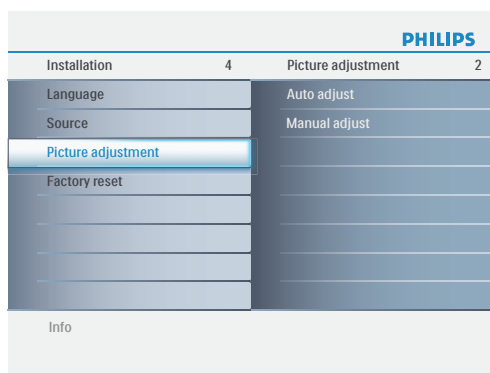 PHILIPS
Installation 4 Picture adjustment 2
Language Auto adjust
Source Manual adjust
Picture adjustment
Factory reset
Info